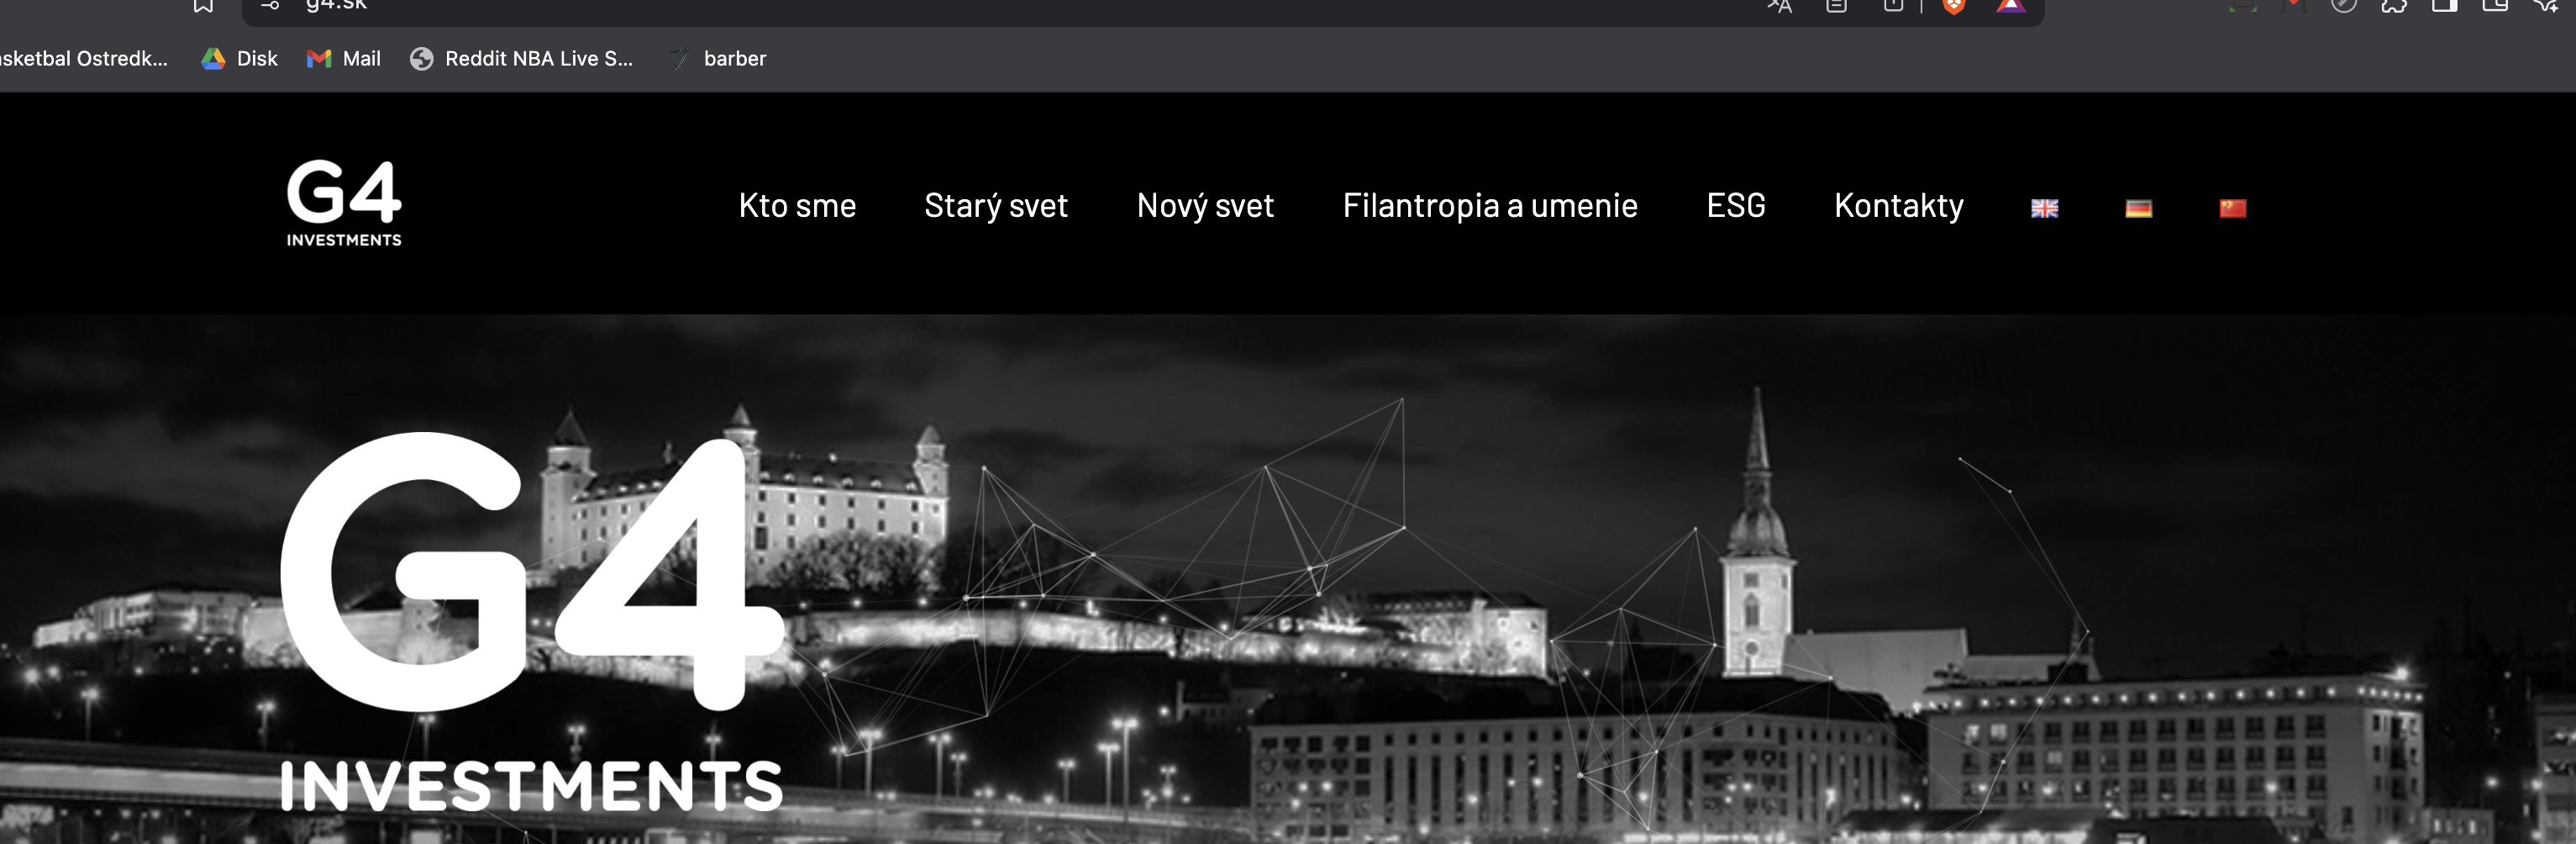 g4.sk
sketbal Ostredk... Disk Mail Reddit NBA Live S... barber
G4
INVESTMENTS
Kto sme Starý svet Nový svet Filantropia a umenie ESG Kontakty
G4
INVESTMENTS